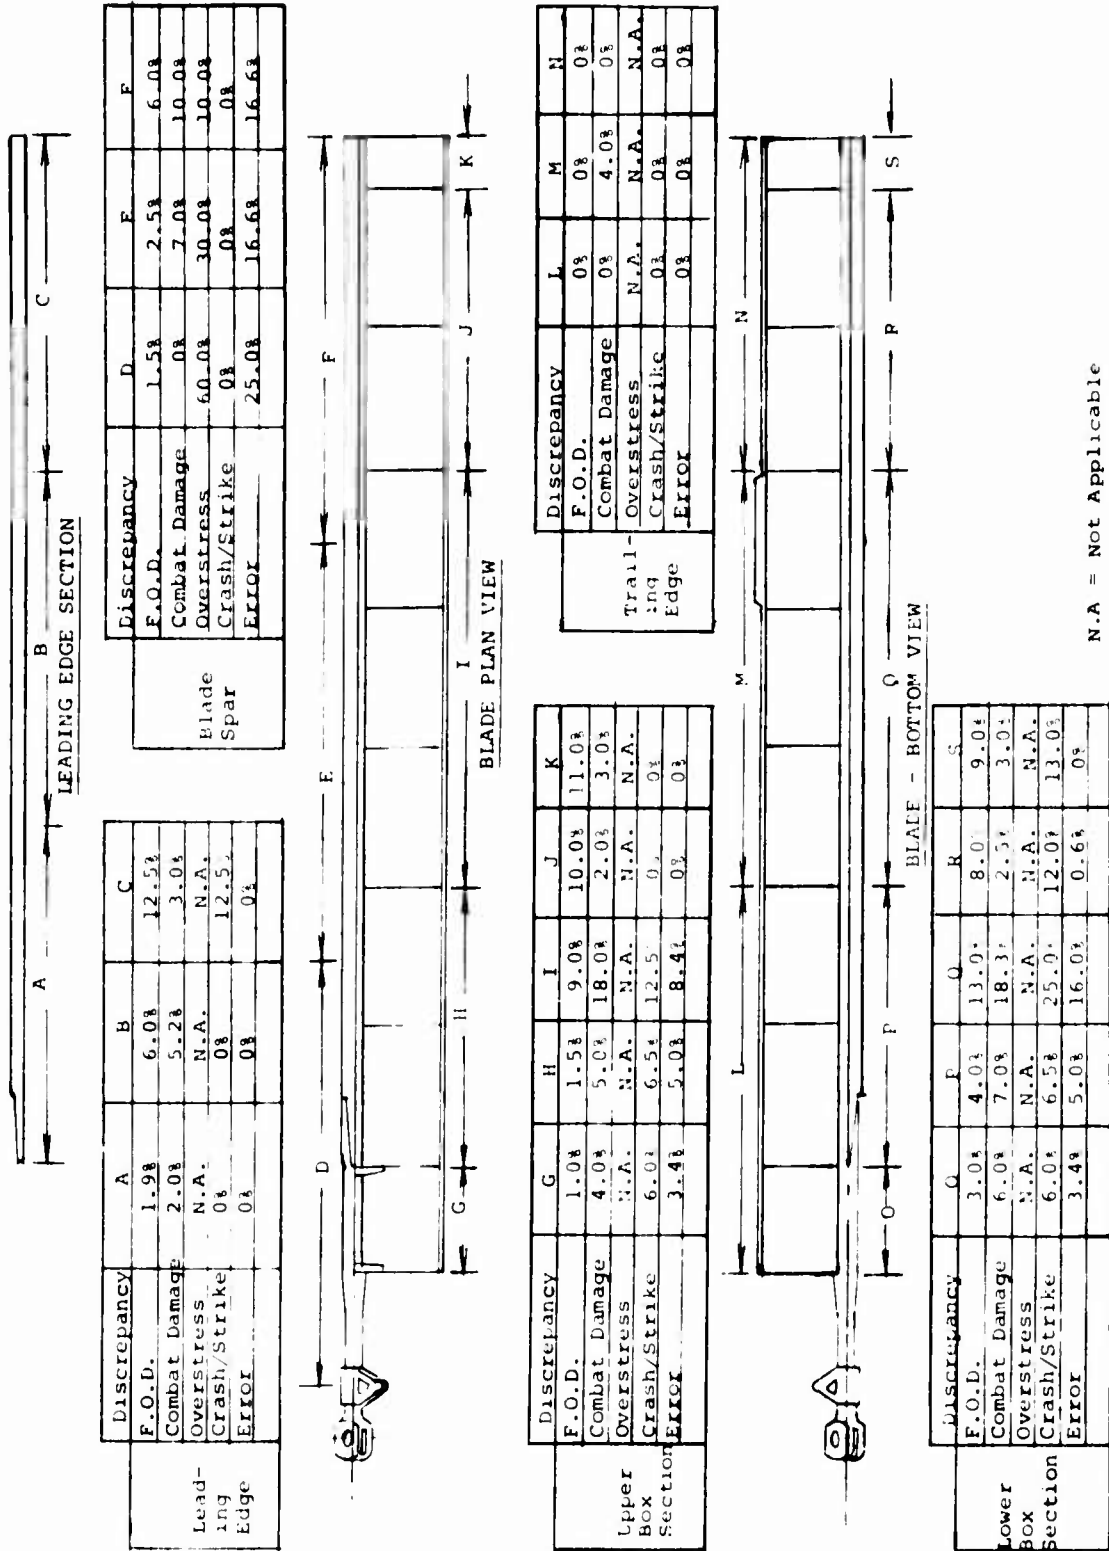 A B C
LEADING EDGE SECTION
Lead-
ing
Edge
Discrepancy A B C
F.O.D. 1.9% 6.0% 12.5%
Combat Damage 2.0% 5.2% 3.0%
Overstress N.A. N.A. N.A.
Crash/Strike 0% 0% 12.5%
Error 0% 0% 0%
Blade
Spar
Discrepancy D E F
F.O.D. 1.5% 2.5% 6.0%
Combat Damage 0% 7.0% 10.0%
Overstress 60.0% 30.0% 10.0%
Crash/Strike 0% 0% 0%
Error 25.0% 16.6% 16.6%
D E F
G H I J K
BLADE PLAN VIEW
Upper
Box
Section
Discrepancy G H I J K
F.O.D. 1.0% 1.5% 9.0% 10.0% 11.0%
Combat Damage 4.0% 5.0% 18.0% 2.0% 3.0%
Overstress N.A. N.A. N.A. N.A. N.A.
Crash/Strike 6.0% 6.5% 12.5 0% 0%
Error 3.4% 5.0% 8.4% 0% 0%
Trail-
ing
Edge
Discrepancy L M N
F.O.D. 0% 0% 0%
Combat Damage 0% 4.0% 0%
Overstress N.A. N.A. N.A.
Crash/Strike 0% 0% 0%
Error 0% 0% 0%
L M N
O P Q R S
BLADE - BOTTOM VIEW
Lower
Box
Section
Discrepancy O P Q R S
F.O.D. 3.0% 4.0% 13.0% 8.0 9.0%
Combat Damage 6.0% 7.0% 18.3% 2.5% 3.0%
Overstress N.A. N.A. N.A. N.A. N.A.
Crash/Strike 6.0% 6.5% 25.0% 12.0% 13.0%
Error 3.4% 5.0% 16.0% 0.6% 0%
N.A = Not Applicable